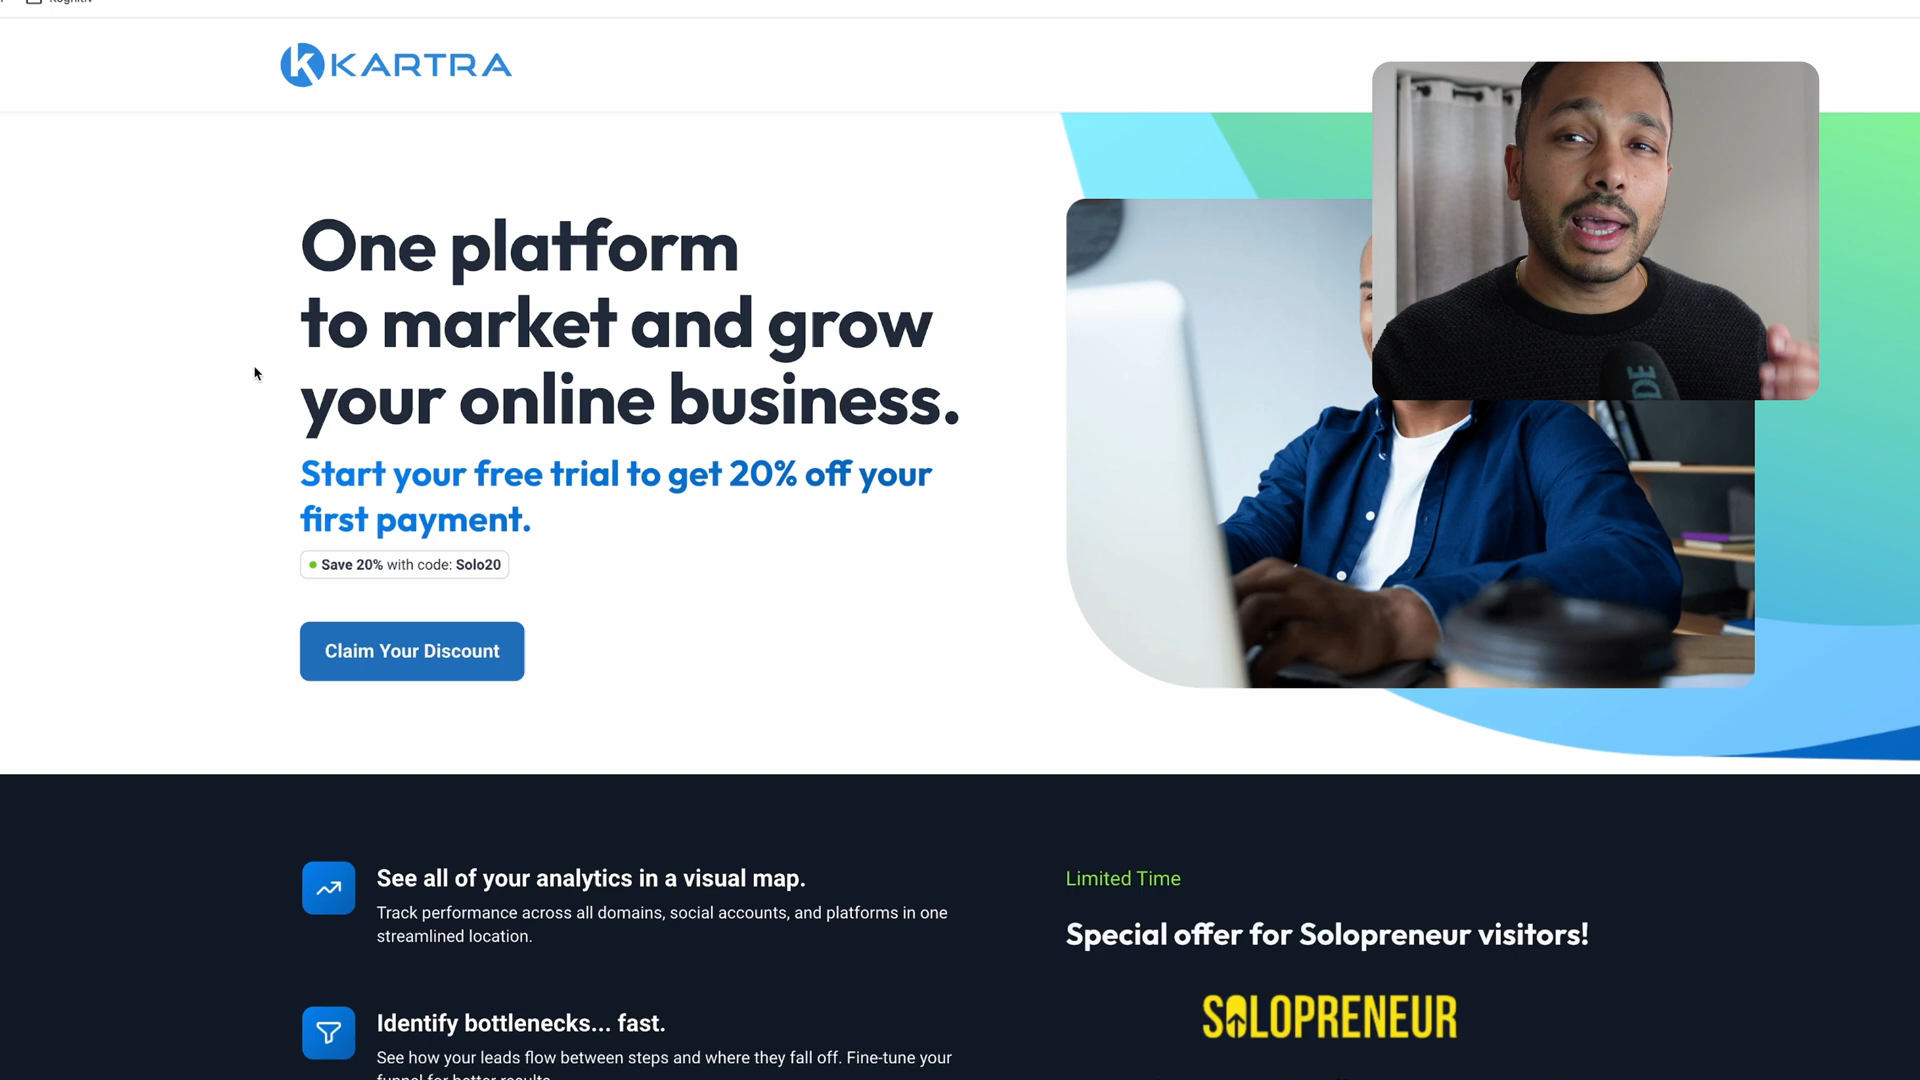 KARTRA
One platform
to market and grow
your online business.
Start your free trial to get 20% off your
first payment.
Save 20% with code: Solo20
Claim Your Discount
See all of your analytics in a visual map.
Track performance across all domains, social accounts, and platforms in one
streamlined location.
Identify bottlenecks... fast.
See how your leads flow between steps and where they fall off. Fine-tune your
Limited Time
Special offer for Solopreneur visitors!
SOLOPRENEUR